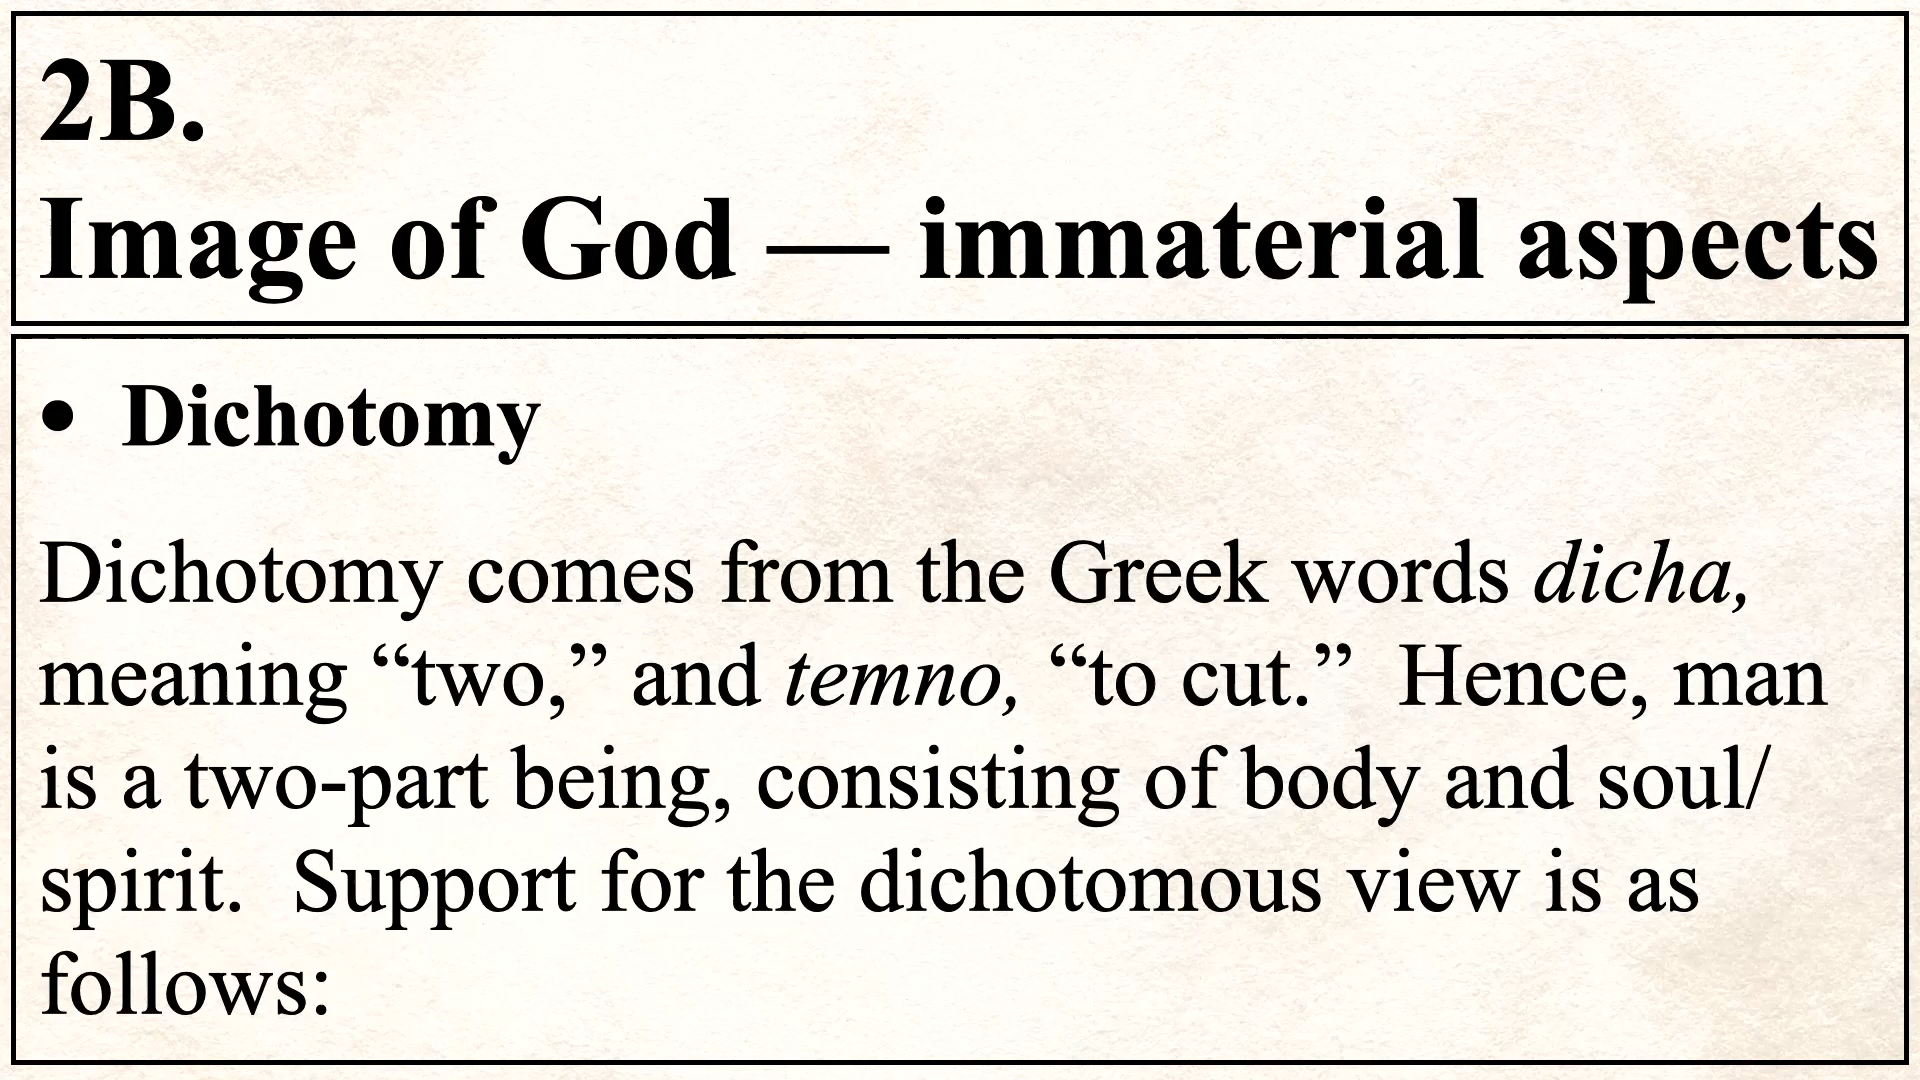 2B.
Image of God — immaterial aspects
• Dichotomy
Dichotomy comes from the Greek words dicha,
meaning “two,” and temno, “to cut.”  Hence, man
is a two-part being, consisting of body and soul/
spirit.  Support for the dichotomous view is as
follows: